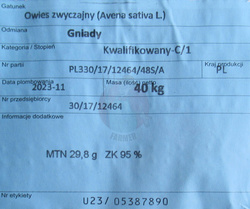 Gatunek
Owies zwyczajny (Avena sativa L.)
Odmiana
Gniady
Kategoria / Stopień
Kwalifikowany-C/1
Nr partii
Kraj produkcji
PL330/17/12464/48S/A
PL
Data plombowania
Masa (ilość) netto
2023-11
40 kg
Nr przedsiębiorcy
30/17/12464
Informacje dodatkowe
MTN 29,8 g ZK 95 %
U23/ 05387890